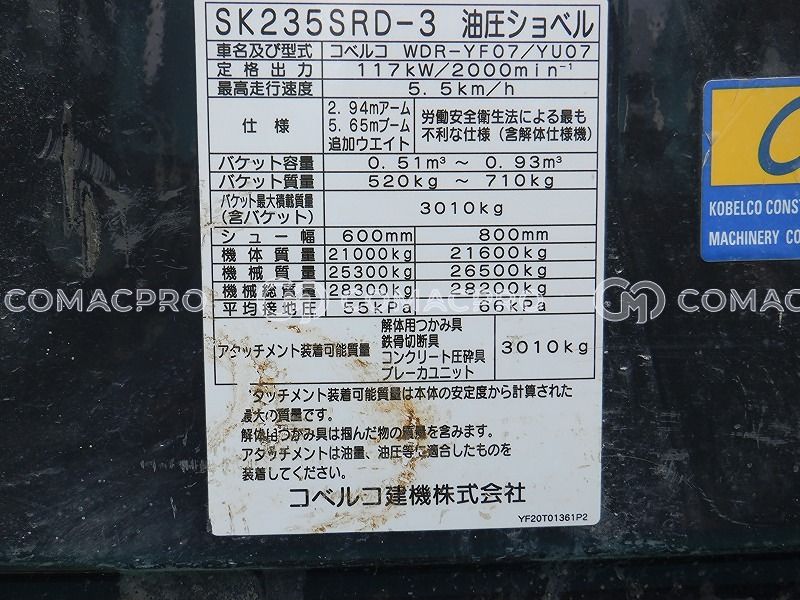 SK235SRD-3 油圧ショベル
車名及び型式 コベルコ WDR-YF07/YU07
定格出力 117kW/2000min⁻¹
最高走行速度 5.5km/h
仕様 2.94mアーム 5.65mブーム 追加ウエイト 労働安全衛生法による最も不利な仕様(含解体仕様機)
バケット容量 0.51m³ ～ 0.93m³
バケット質量 520kg ～ 710kg
バケット最大積載質量
(含バケット) 3010kg
シュー幅 600mm 800mm
機体質量 21000kg 21600kg
機械質量 25300kg 26500kg
機械総質量 28300kg
平均接地圧 55kPa 66kPa
アタッチメント装着可能質量 解体用つかみ具 鉄骨切断具 コンクリート圧砕具 ブレーカユニット 3010kg
タッチメント装着可能質量は本体の安定度から計算された
最大の質量です。
解体用つかみ具は掴んだ物の質量を含みます。
アタッチメントは油量、油圧等に適合したものを
装着してください。
コベルコ建機株式会社
YF20T01361P2
KOBELCO CONST
MACHINERY CO
COMACPRO
COMACPRO
COMACPRO